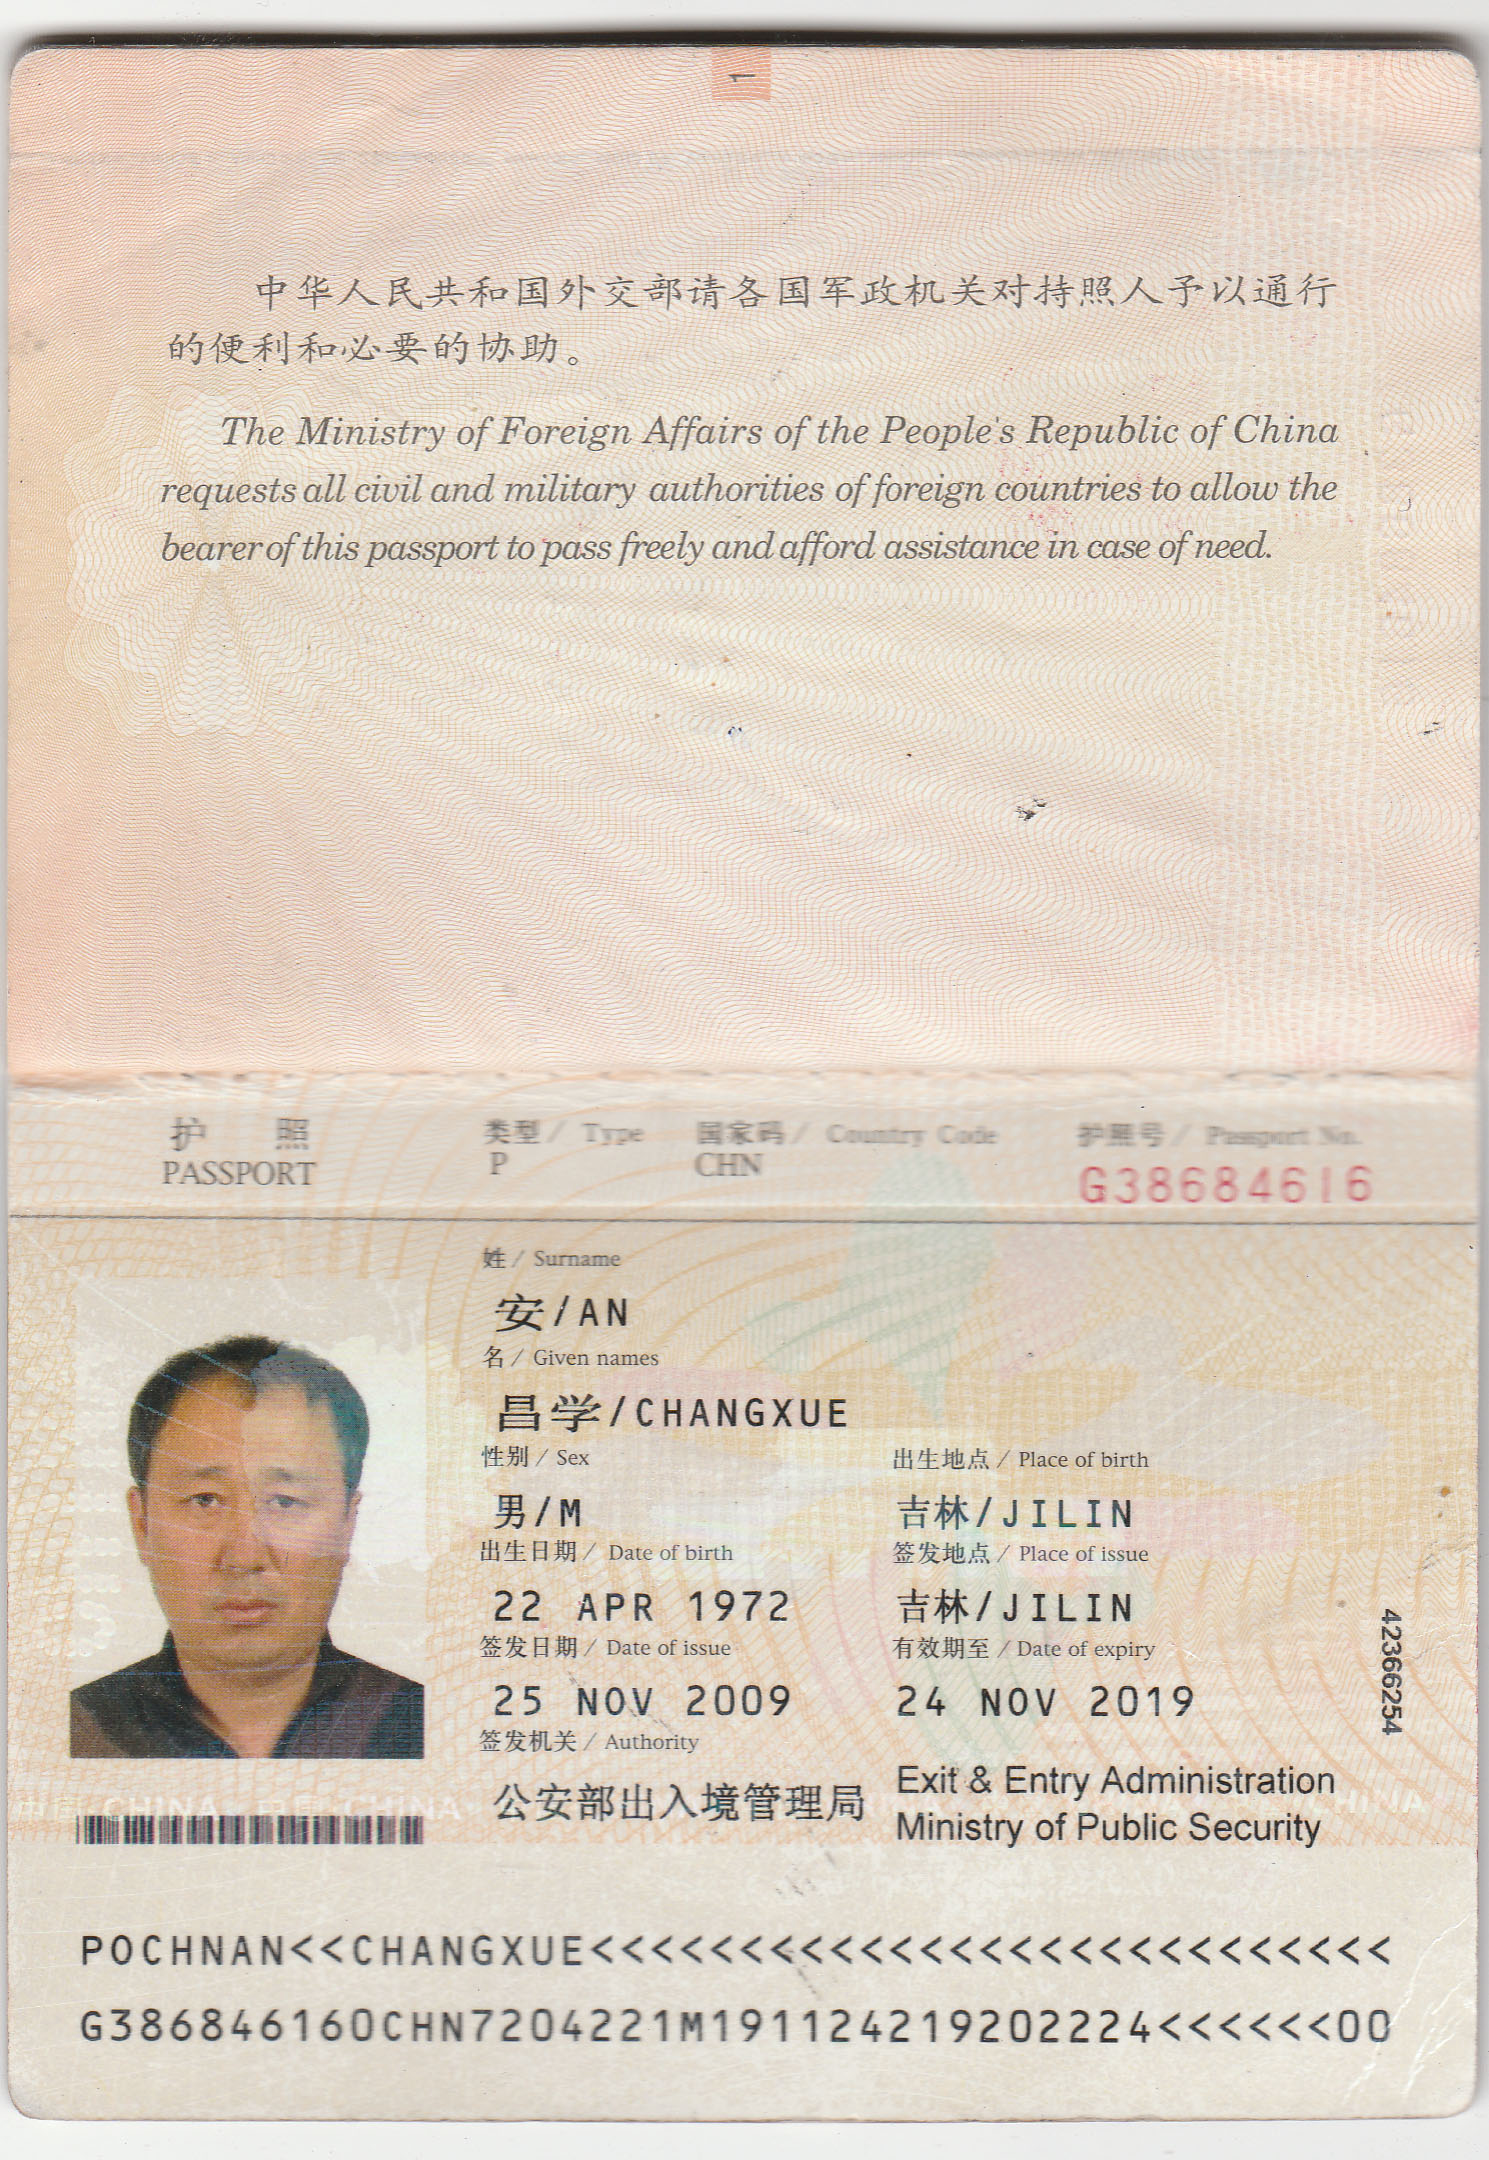 1
中华人民共和国外交部请各国军政机关对持照人予以通行
的便利和必要的协助。
The Ministry of Foreign Affairs of the People's Republic of China
requests all civil and military authorities of foreign countries to allow the
bearer of this passport to pass freely and afford assistance in case of need.
护 照 类型 / Type 国家码 / Country Code 护照号 / Passport No.
PASSPORT P CHN G38684616
姓 / Surname
安/AN
名 / Given names
昌学/CHANGXUE
性别 / Sex 出生地点 / Place of birth
男/M 吉林/JILIN
出生日期 / Date of birth 签发地点 / Place of issue
22 APR 1972 吉林/JILIN
签发日期 / Date of issue 有效期至 / Date of expiry
25 NOV 2009 24 NOV 2019
42366254
签发机关 / Authority
公安部出入境管理局 Exit & Entry Administration
Ministry of Public Security
POCHNAN<<CHANGXUE<<<<<<<<<<<<<<<<<<<<<<<<<<<
G386846160CHN7204221M191124219202224<<<<<<00